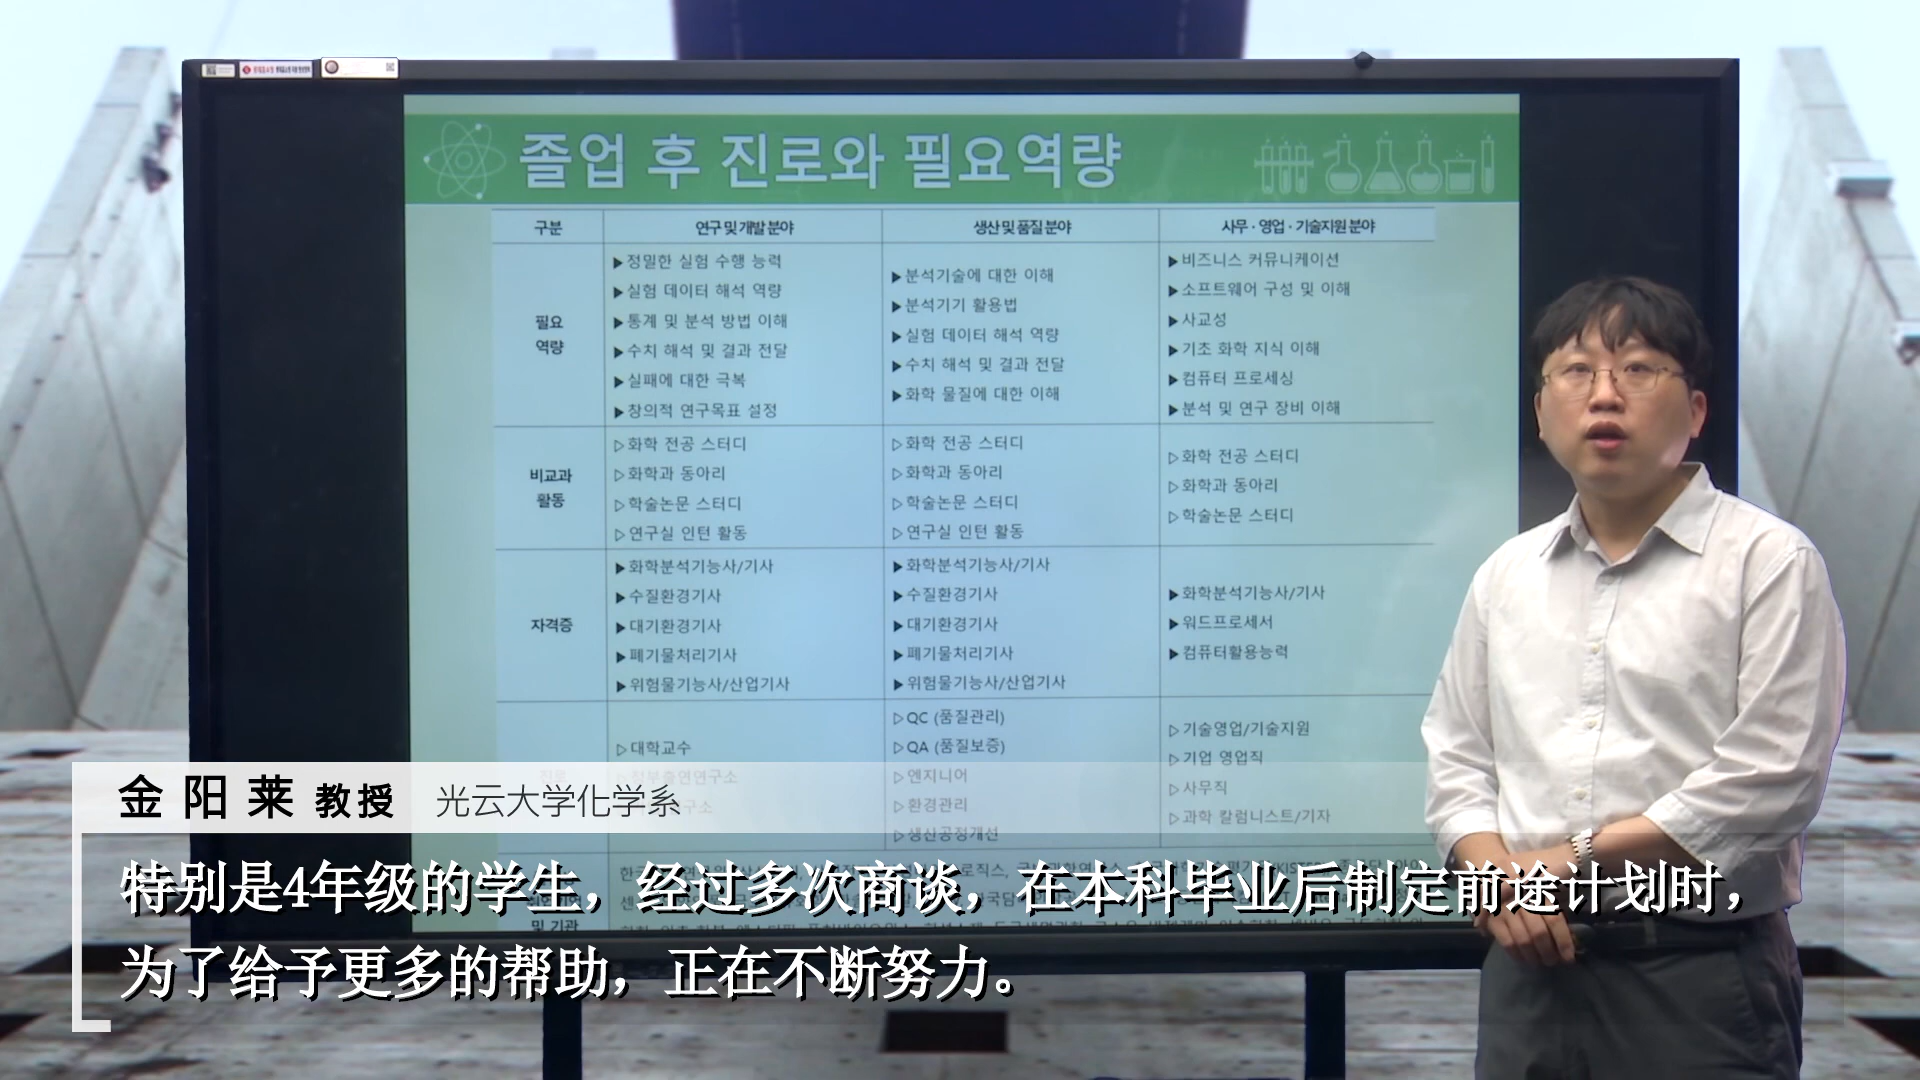 졸업 후 진로와 필요역량
구분
연구 및 개발 분야
생산 및 품질 분야
사무 · 영업 · 기술지원 분야
필요
역량
▶정밀한 실험 수행 능력
▶실험 데이터 해석 역량
▶통계 및 분석 방법 이해
▶수치 해석 및 결과 전달
▶실패에 대한 극복
▶창의적 연구목표 설정
▶분석기술에 대한 이해
▶분석기기 활용법
▶실험 데이터 해석 역량
▶수치 해석 및 결과 전달
▶화학 물질에 대한 이해
▶비즈니스 커뮤니케이션
▶소프트웨어 구성 및 이해
▶사교성
▶기초 화학 지식 이해
▶컴퓨터 프로세싱
▶분석 및 연구 장비 이해
비교과
활동
▷화학 전공 스터디
▷화학과 동아리
▷학술논문 스터디
▷연구실 인턴 활동
▷화학 전공 스터디
▷화학과 동아리
▷학술논문 스터디
▷연구실 인턴 활동
▷화학 전공 스터디
▷화학과 동아리
▷학술논문 스터디
자격증
▶화학분석기능사/기사
▶수질환경기사
▶대기환경기사
▶폐기물처리기사
▶위험물기능사/산업기사
▶화학분석기능사/기사
▶수질환경기사
▶대기환경기사
▶폐기물처리기사
▶위험물기능사/산업기사
▶화학분석기능사/기사
▶워드프로세서
▶컴퓨터활용능력
▷대학교수
▷정부출연연구소
▷QC (품질관리)
▷QA (품질보증)
▷엔지니어
▷환경관리
▷생산공정개선
▷기술영업/기술지원
▷기업 영업직
▷사무직
▷과학 칼럼니스트/기자
및 기관
金阳莱 教授 光云大学化学系
特别是4年级的学生，经过多次商谈，在本科毕业后制定前途计划时，
为了给予更多的帮助，正在不断努力。